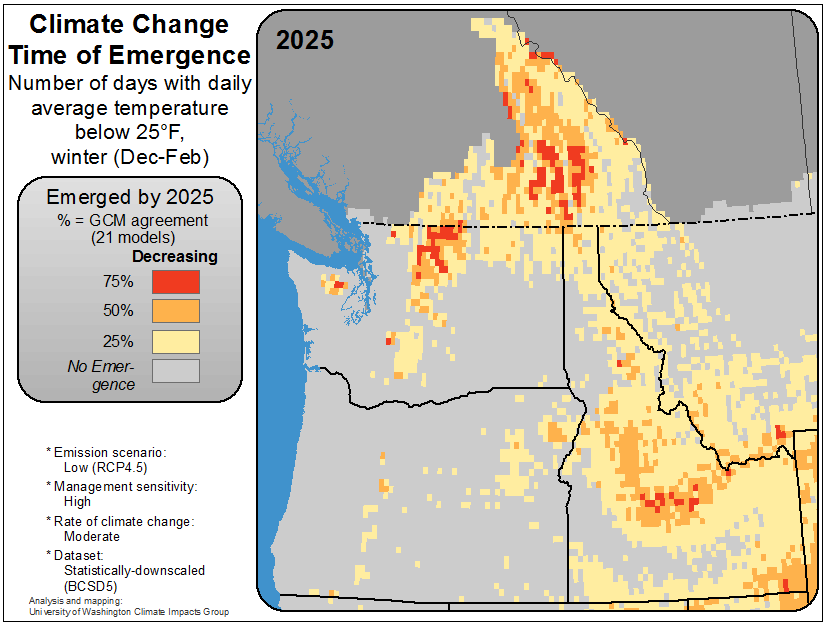 Climate Change
Time of Emergence
Number of days with daily
average temperature
below 25°F,
winter (Dec-Feb)
2025
Emerged by 2025
% = GCM agreement
(21 models)
Decreasing
75%
50%
25%
No Emer-
gence
* Emission scenario:
Low (RCP4.5)
* Management sensitivity:
High
* Rate of climate change:
Moderate
* Dataset:
Statistically-downscaled
(BCSD5)
Analysis and mapping:
University of Washington Climate Impacts Group